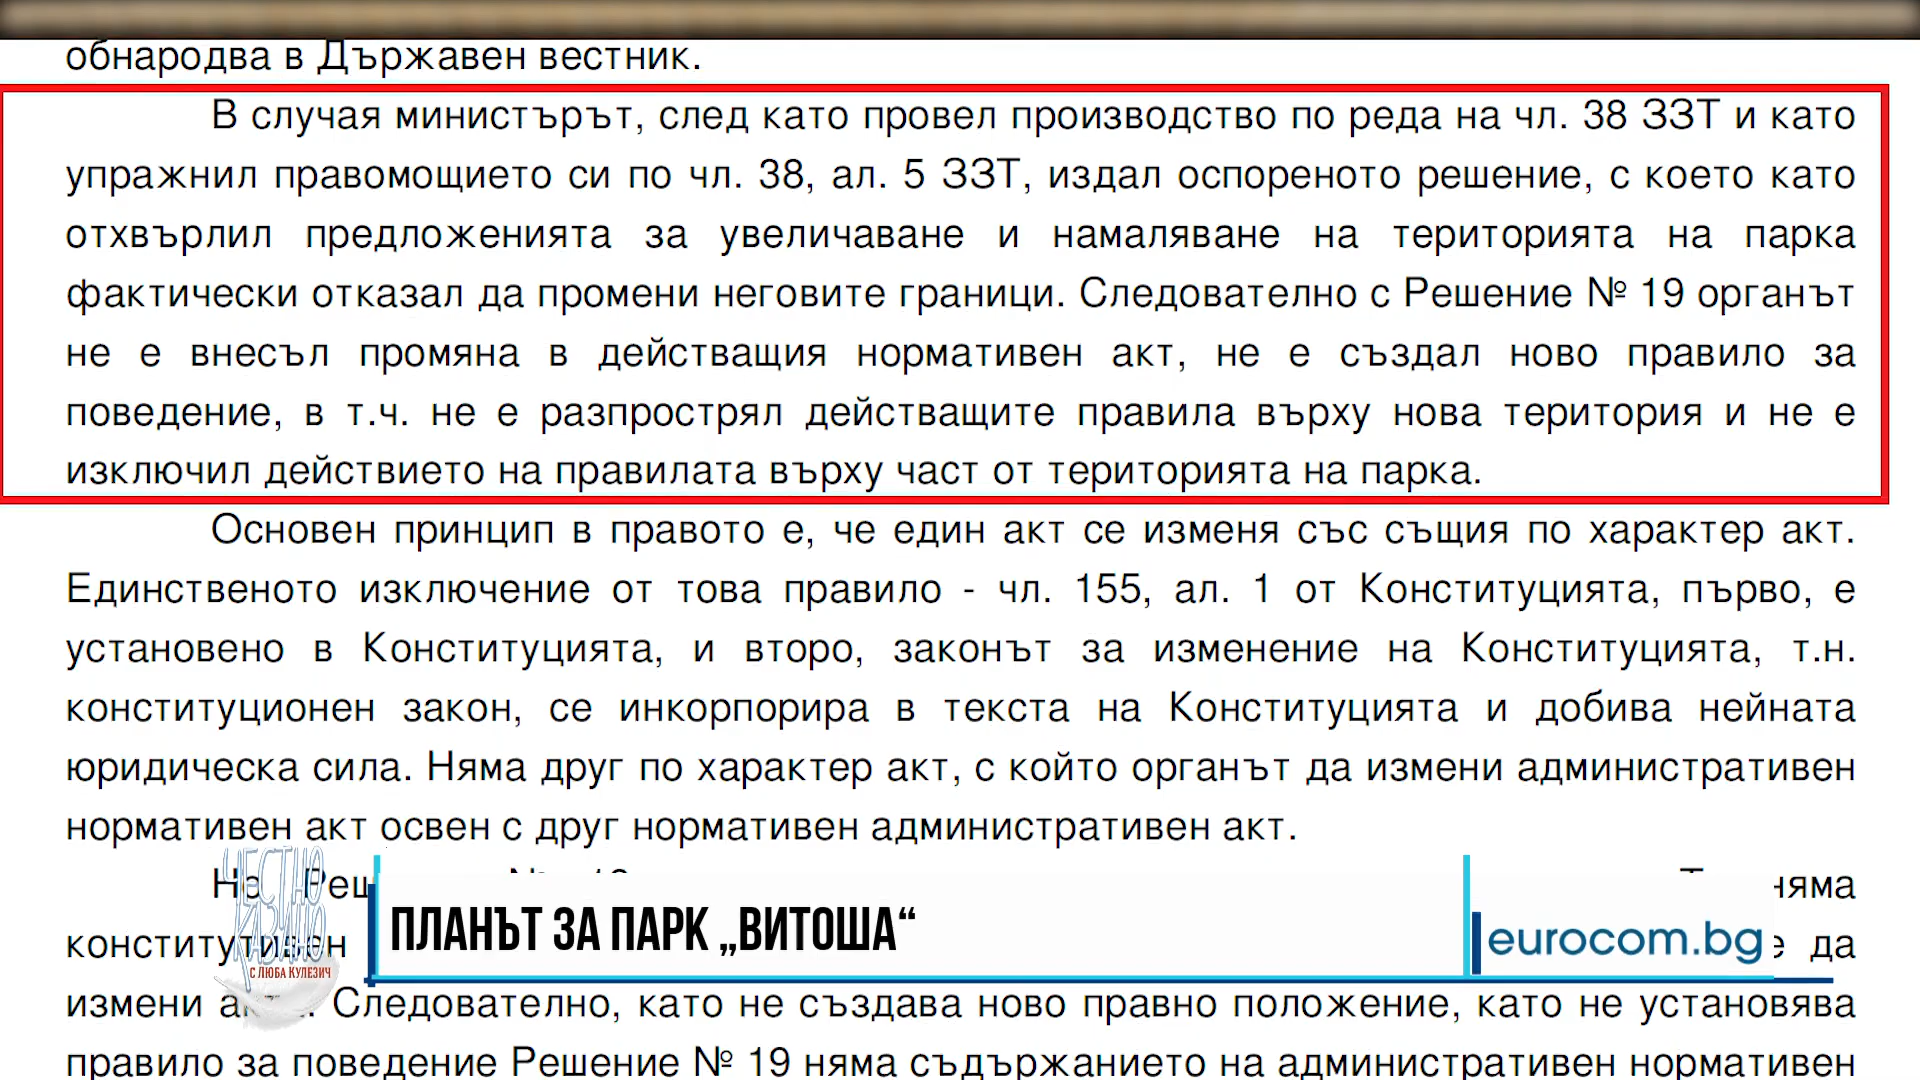 обнародва в Държавен вестник.
В случая министърът, след като провел производство по реда на чл. 38 ЗЗТ и като
упражнил правомощието си по чл. 38, ал. 5 ЗЗТ, издал оспореното решение, с което като
отхвърлил предложенията за увеличаване и намаляване на територията на парка
фактически отказал да промени неговите граници. Следователно с Решение № 19 органът
не е внесъл промяна в действащия нормативен акт, не е създал ново правило за
поведение, в т.ч. не е разпрострял действащите правила върху нова територия и не е
изключил действието на правилата върху част от територията на парка.
Основен принцип в правото е, че един акт се изменя със същия по характер акт.
Единственото изключение от това правило - чл. 155, ал. 1 от Конституцията, първо, е
установено в Конституцията, и второ, законът за изменение на Конституцията, т.н.
конституционен закон, се инкорпорира в текста на Конституцията и добива нейната
юридическа сила. Няма друг по характер акт, с който органът да измени административен
нормативен акт освен с друг нормативен административен акт.
няма
конститутивен да
измени Следователно, като не създава ново правно положение, като не установява
правило за поведение Решение № 19 няма съдържанието на административен нормативен
ЧЕСТНО
КАЗАНО
С ЛЮБА КУЛЕЗИЧ
ПЛАНЪТ ЗА ПАРК „ВИТОША“
eurocom.bg